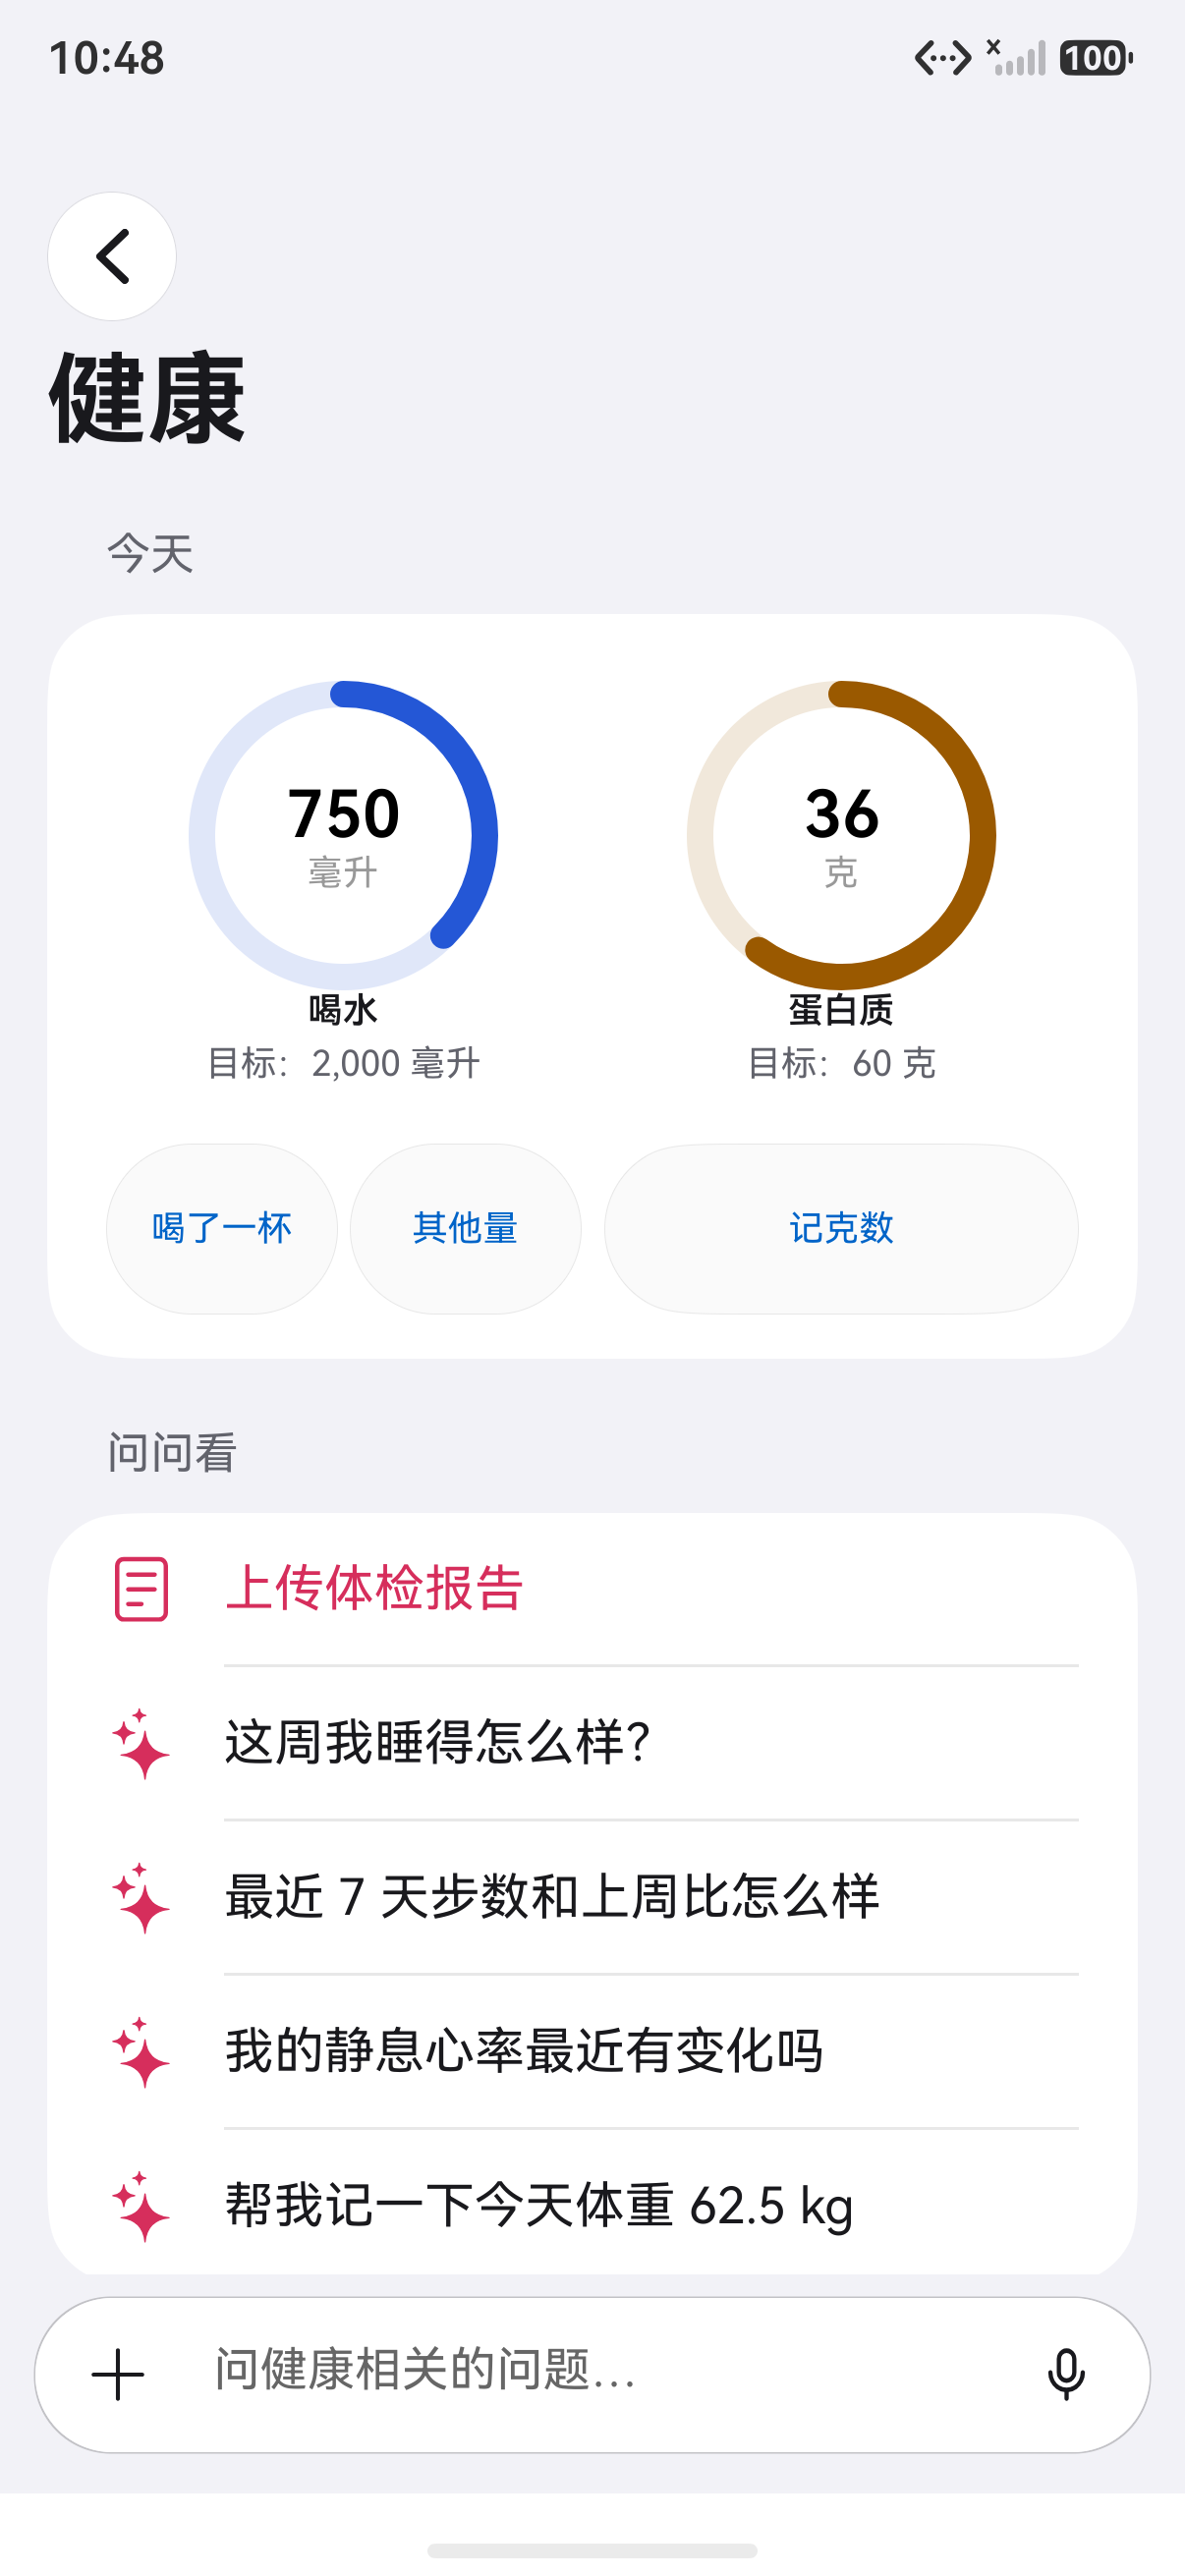 10:48
100
健康
今天
750
毫升
36
克
喝水
蛋白质
目标：2,000 毫升
目标：60 克
喝了一杯
其他量
记克数
问问看
上传体检报告
这周我睡得怎么样？
最近 7 天步数和上周比怎么样
我的静息心率最近有变化吗
帮我记一下今天体重 62.5 kg
问健康相关的问题…